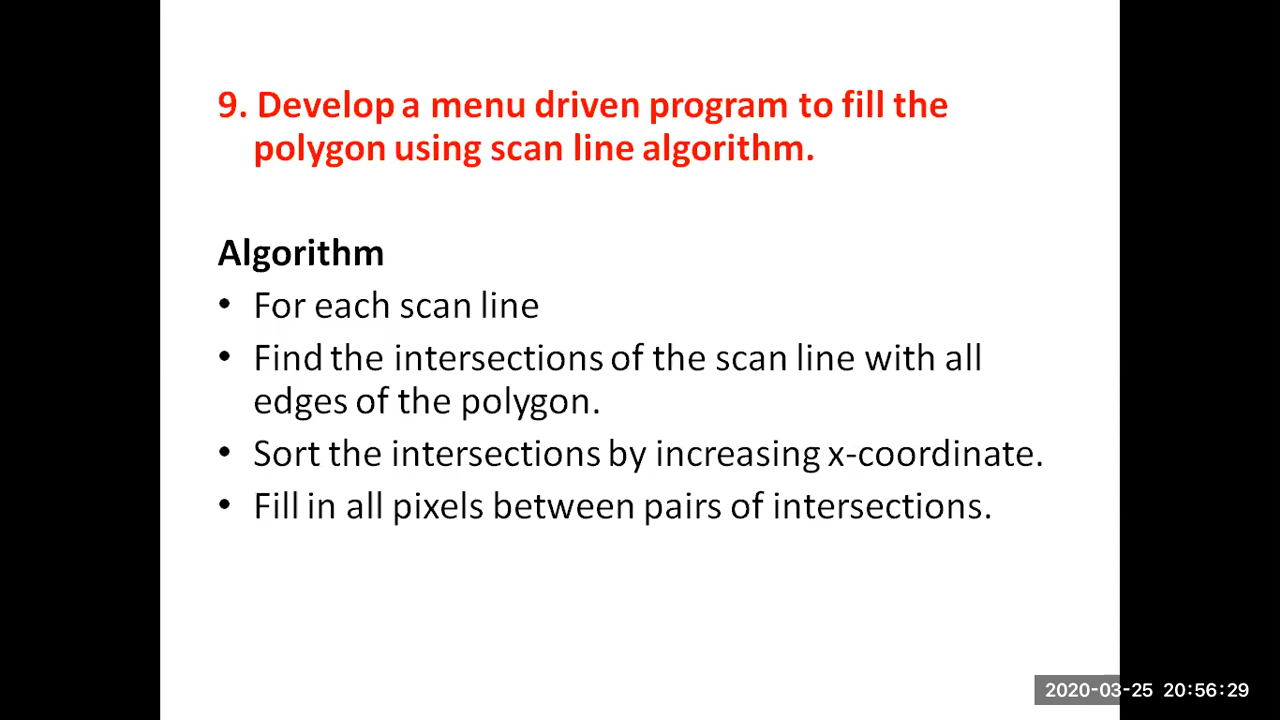 9. Develop a menu driven program to fill the
polygon using scan line algorithm.
Algorithm
• For each scan line
• Find the intersections of the scan line with all
edges of the polygon.
• Sort the intersections by increasing x-coordinate.
• Fill in all pixels between pairs of intersections.
2020-03-25 20:56:29